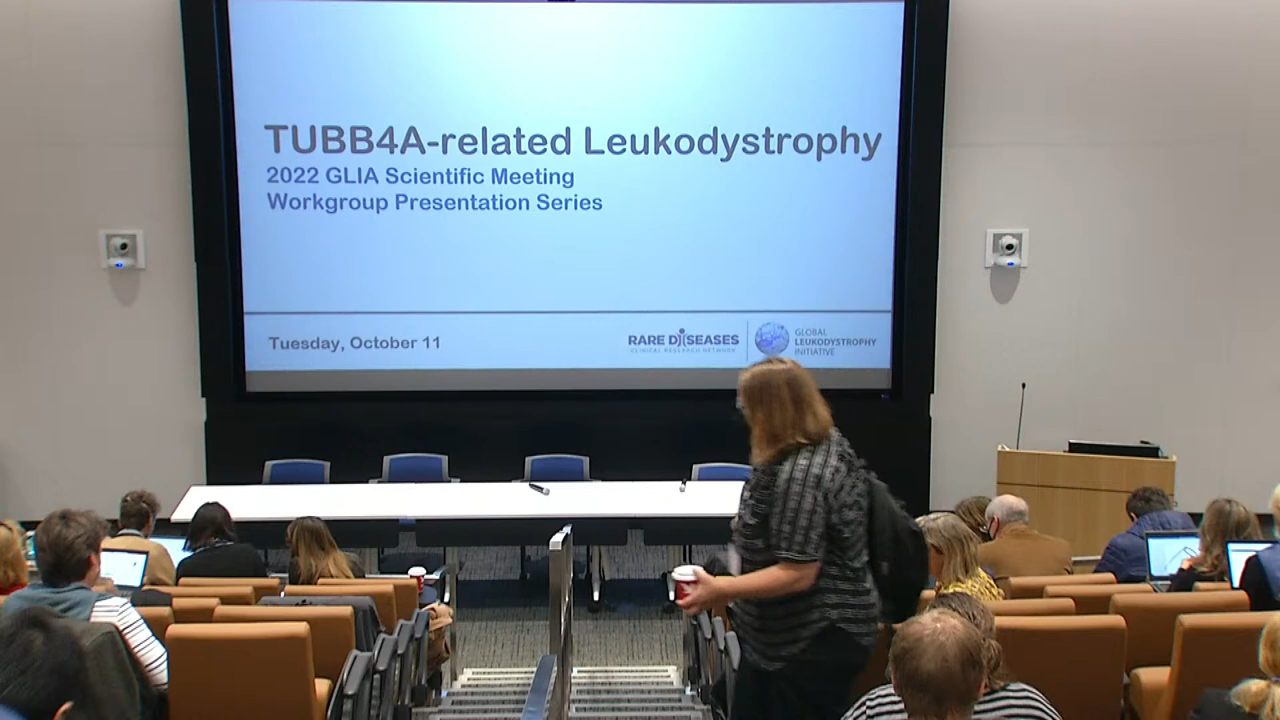 TUBB4A-related Leukodystrophy
2022 GLIA Scientific Meeting
Workgroup Presentation Series
Tuesday, October 11
RARE DISEASES
CLINICAL RESEARCH NETWORK
GLOBAL
LEUKODYSTROPHY
INITIATIVE